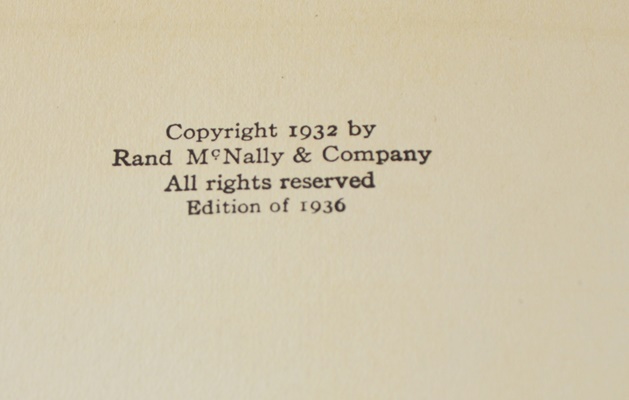 Copyright 1932 by
Rand McNally & Company
All rights reserved
Edition of 1936